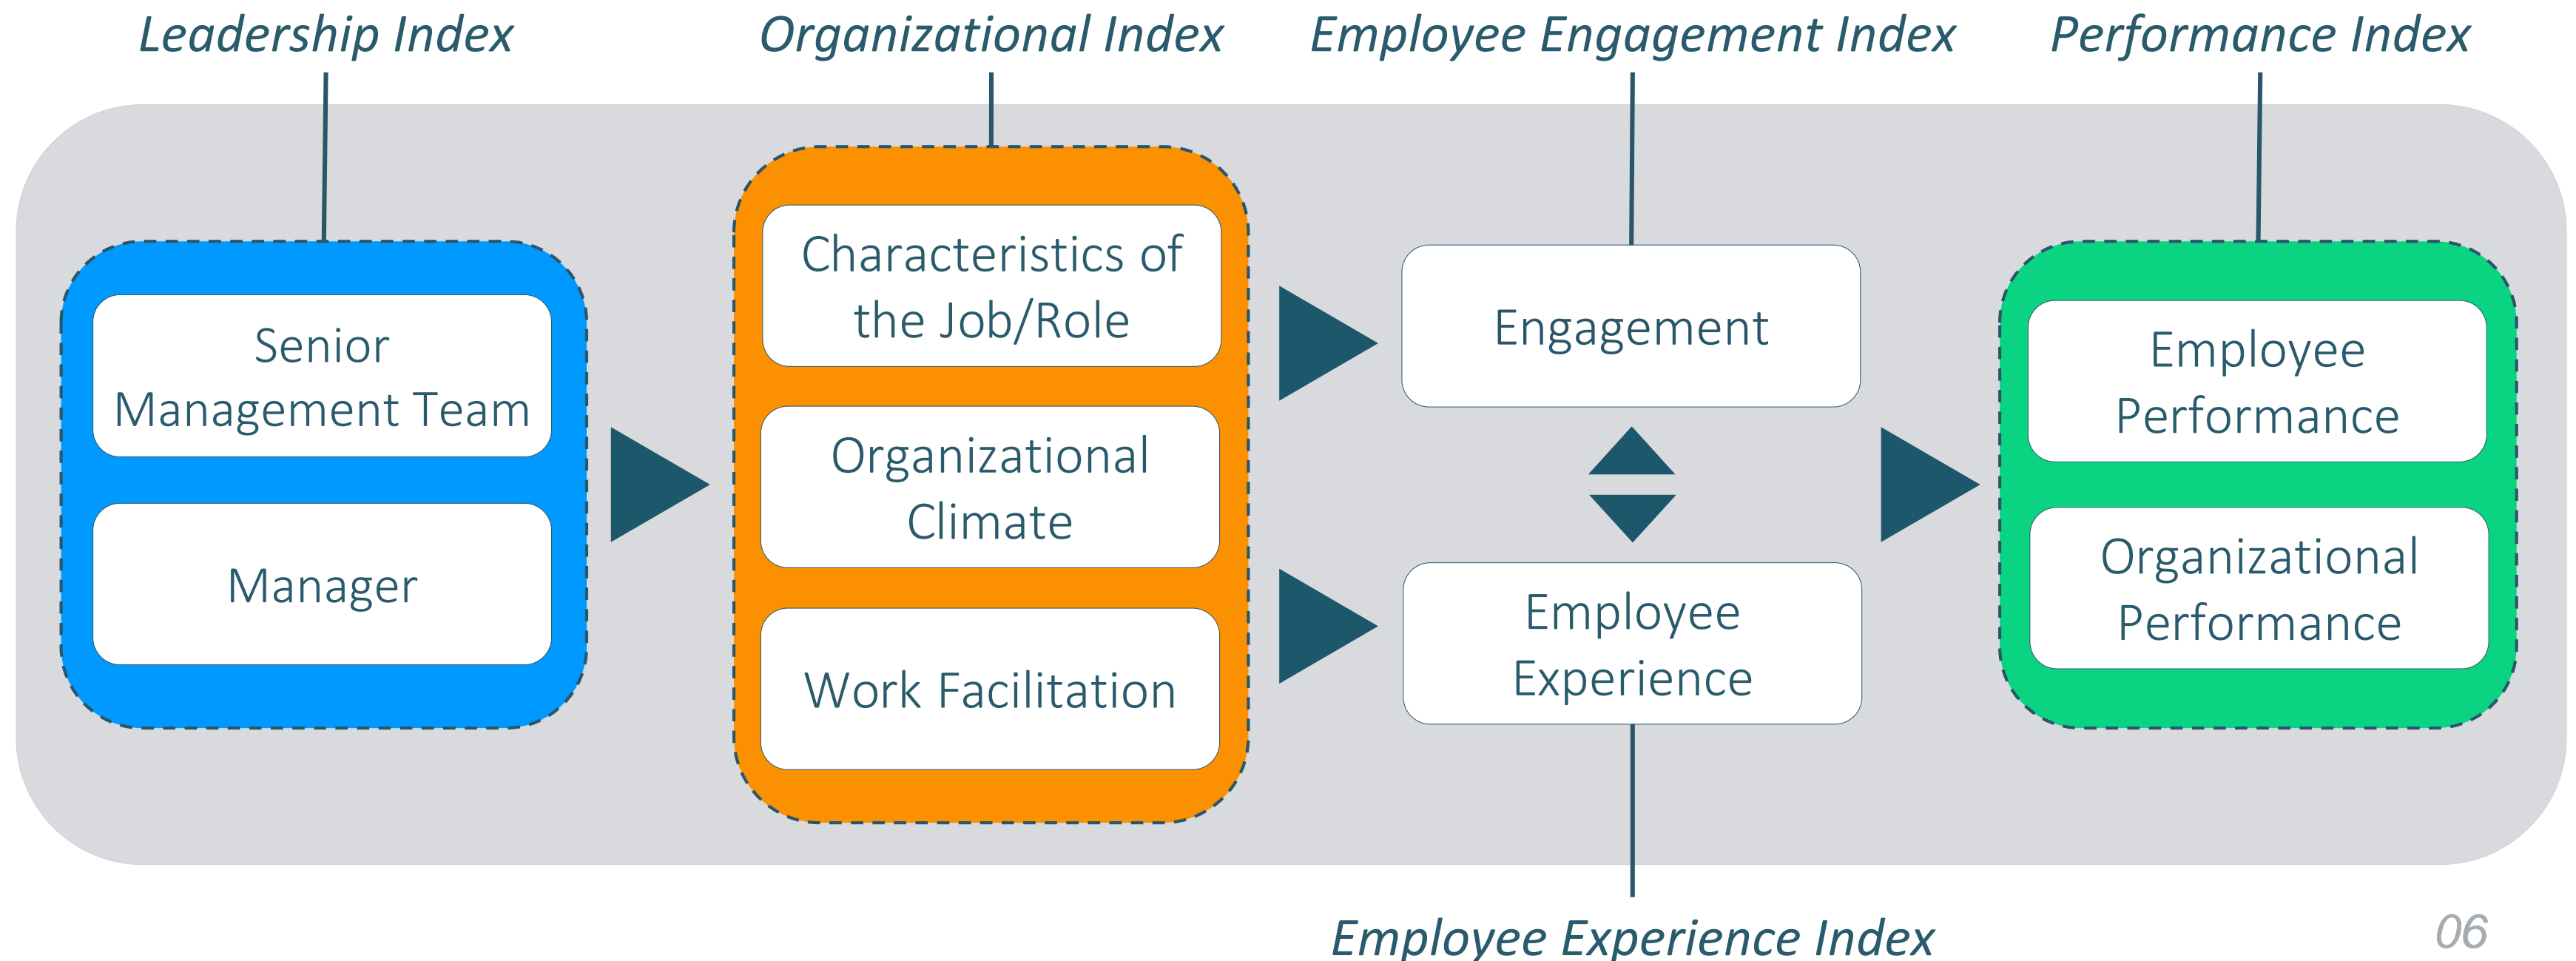 Leadership Index
Organizational Index
Employee Engagement Index
Performance Index
Senior
Management Team
Manager
Characteristics of
the Job/Role
Organizational
Climate
Work Facilitation
Engagement
Employee
Experience
Employee
Performance
Organizational
Performance
Employee Experience Index
06